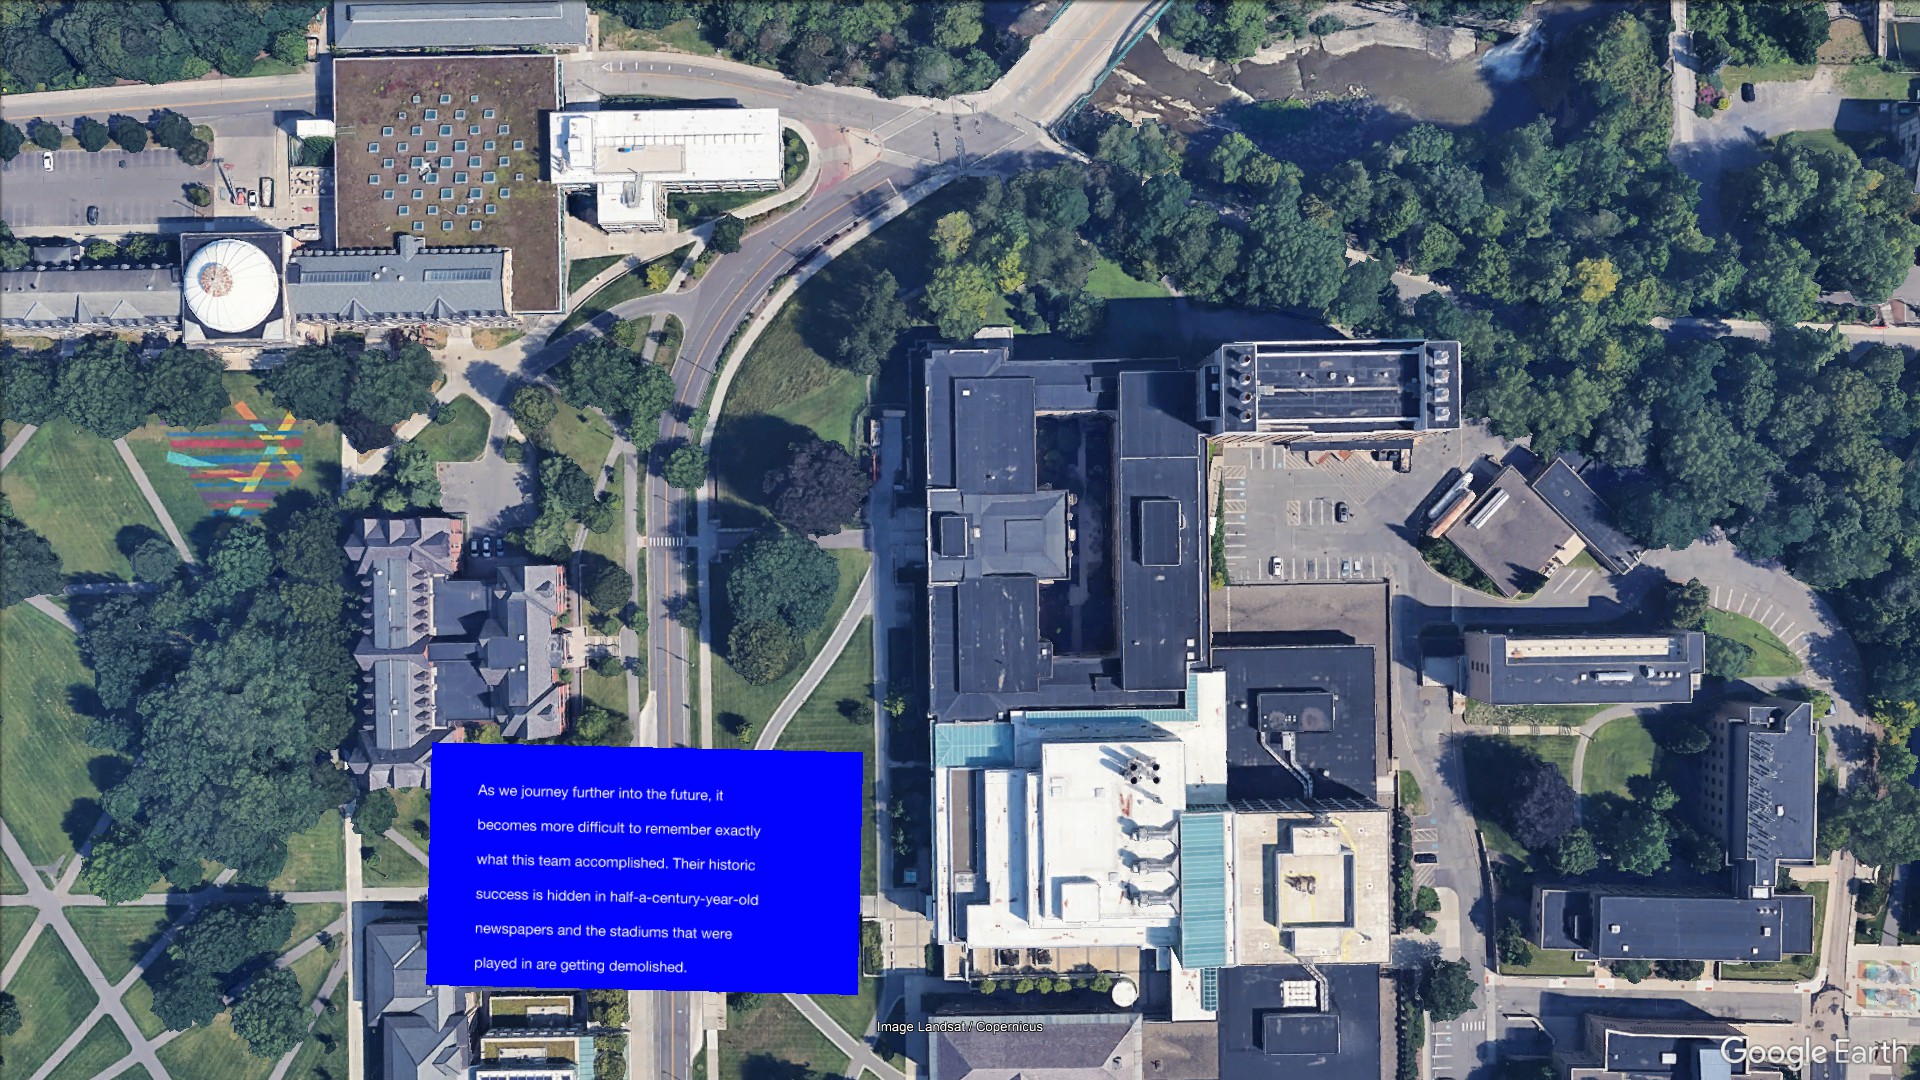 As we journey further into the future, it
becomes more difficult to remember exactly
what this team accomplished. Their historic
success is hidden in half-a-century-year-old
newspapers and the stadiums that were
played in are getting demolished.
Image Landsat / Copernicus
Google Earth